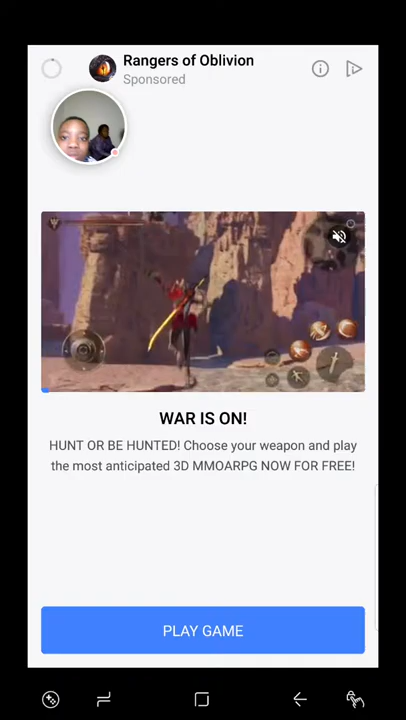 Rangers of Oblivion
Sponsored
WAR IS ON!
HUNT OR BE HUNTED! Choose your weapon and play
the most anticipated 3D MMOARPG NOW FOR FREE!
PLAY GAME